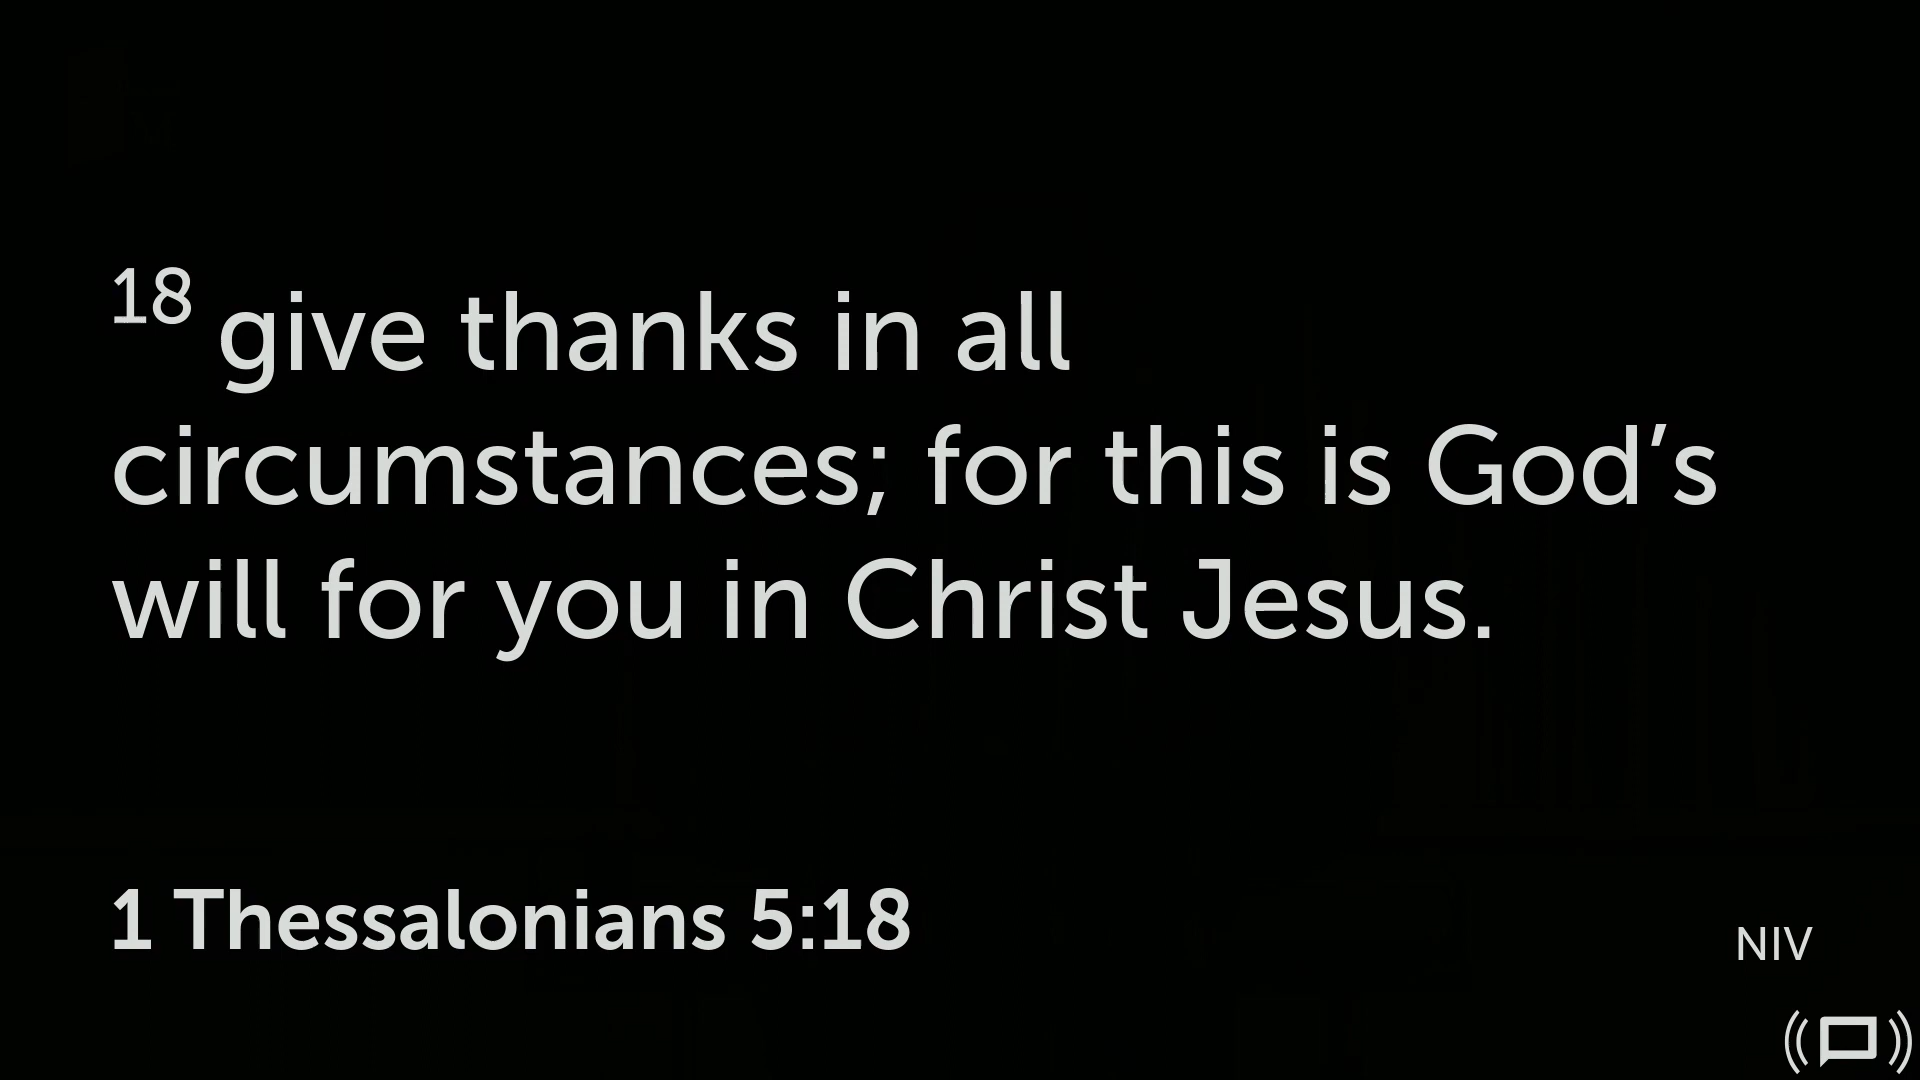 18 give thanks in all
circumstances; for this is God’s
will for you in Christ Jesus.
1 Thessalonians 5:18
NIV